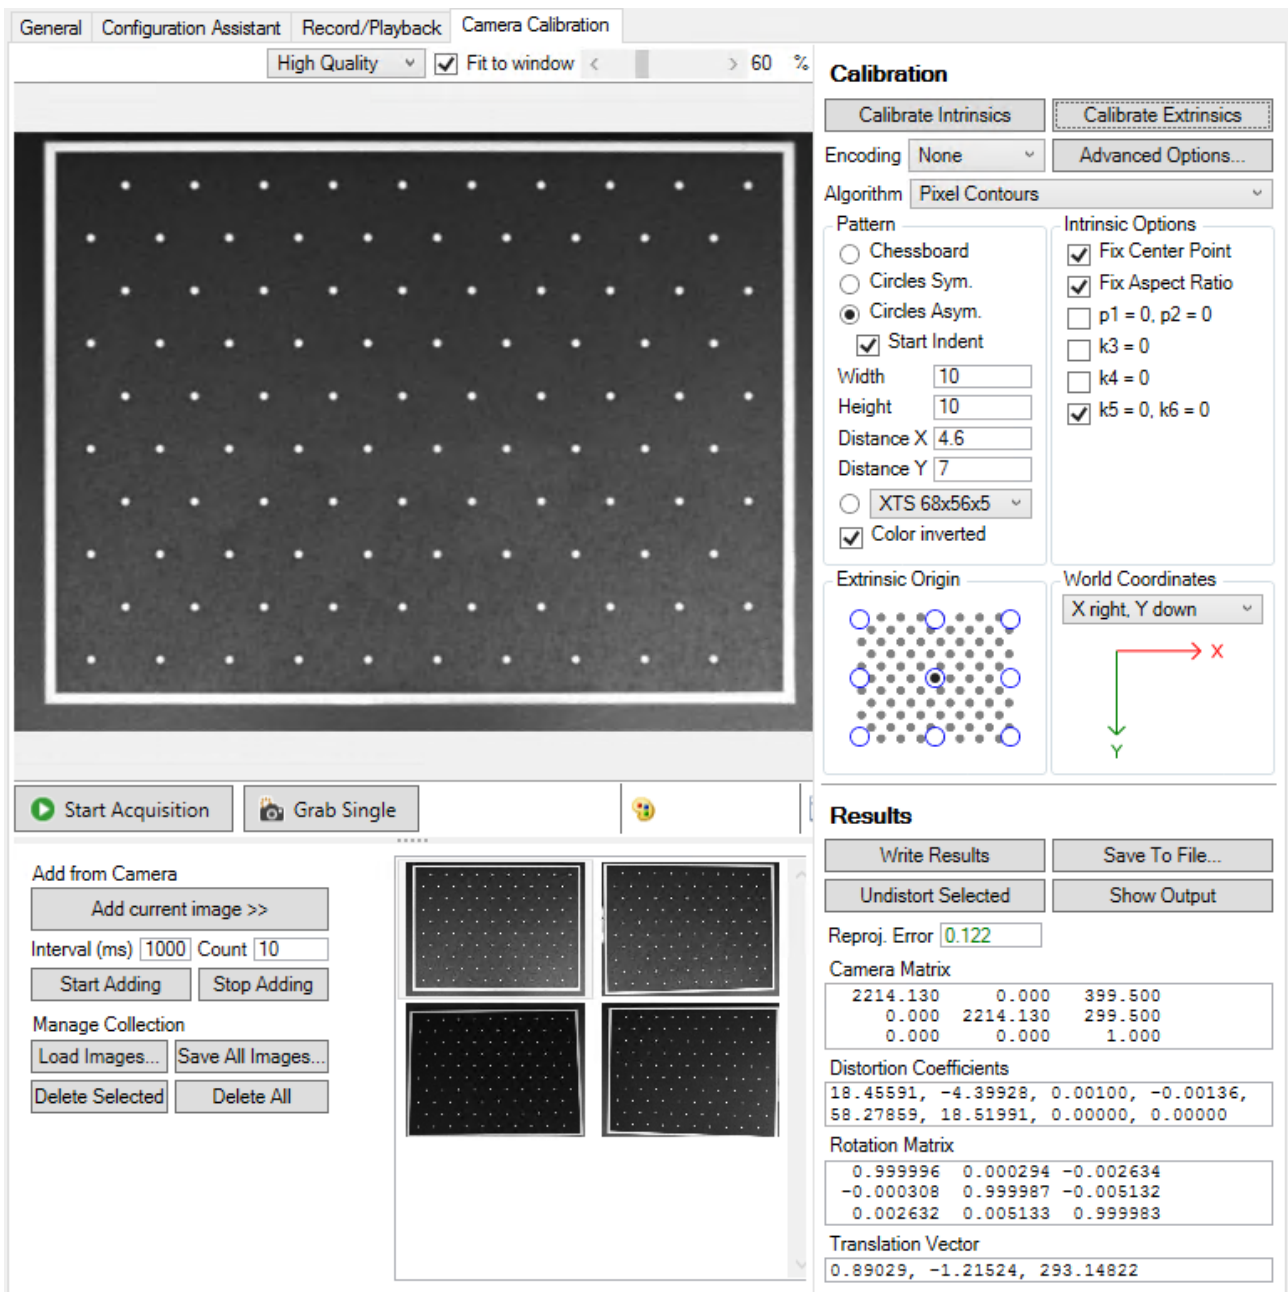 General Configuration Assistant Record/Playback Camera Calibration
High Quality Fit to window 60 %
Start Acquisition Grab Single
Add from Camera
Add current image >>
Interval (ms) 1000 Count 10
Start Adding Stop Adding
Manage Collection
Load Images... Save All Images...
Delete Selected Delete All
Calibration
Calibrate Intrinsics Calibrate Extrinsics
Encoding None Advanced Options...
Algorithm Pixel Contours
Pattern
Chessboard
Circles Sym.
Circles Asym.
Start Indent
Width 10
Height 10
Distance X 4.6
Distance Y 7
XTS 68x56x5
Color inverted
Intrinsic Options
Fix Center Point
Fix Aspect Ratio
p1 = 0, p2 = 0
k3 = 0
k4 = 0
k5 = 0, k6 = 0
Extrinsic Origin
World Coordinates
X right, Y down
X
Y
Results
Write Results Save To File...
Undistort Selected Show Output
Reproj. Error 0.122
Camera Matrix
2214.130 0.000 399.500
0.000 2214.130 299.500
0.000 0.000 1.000
Distortion Coefficients
18.45591, -4.39928, 0.00100, -0.00136,
58.27859, 18.51991, 0.00000, 0.00000
Rotation Matrix
0.999996 0.000294 -0.002634
-0.000308 0.999987 -0.005132
0.002632 0.005133 0.999983
Translation Vector
0.89029, -1.21524, 293.14822